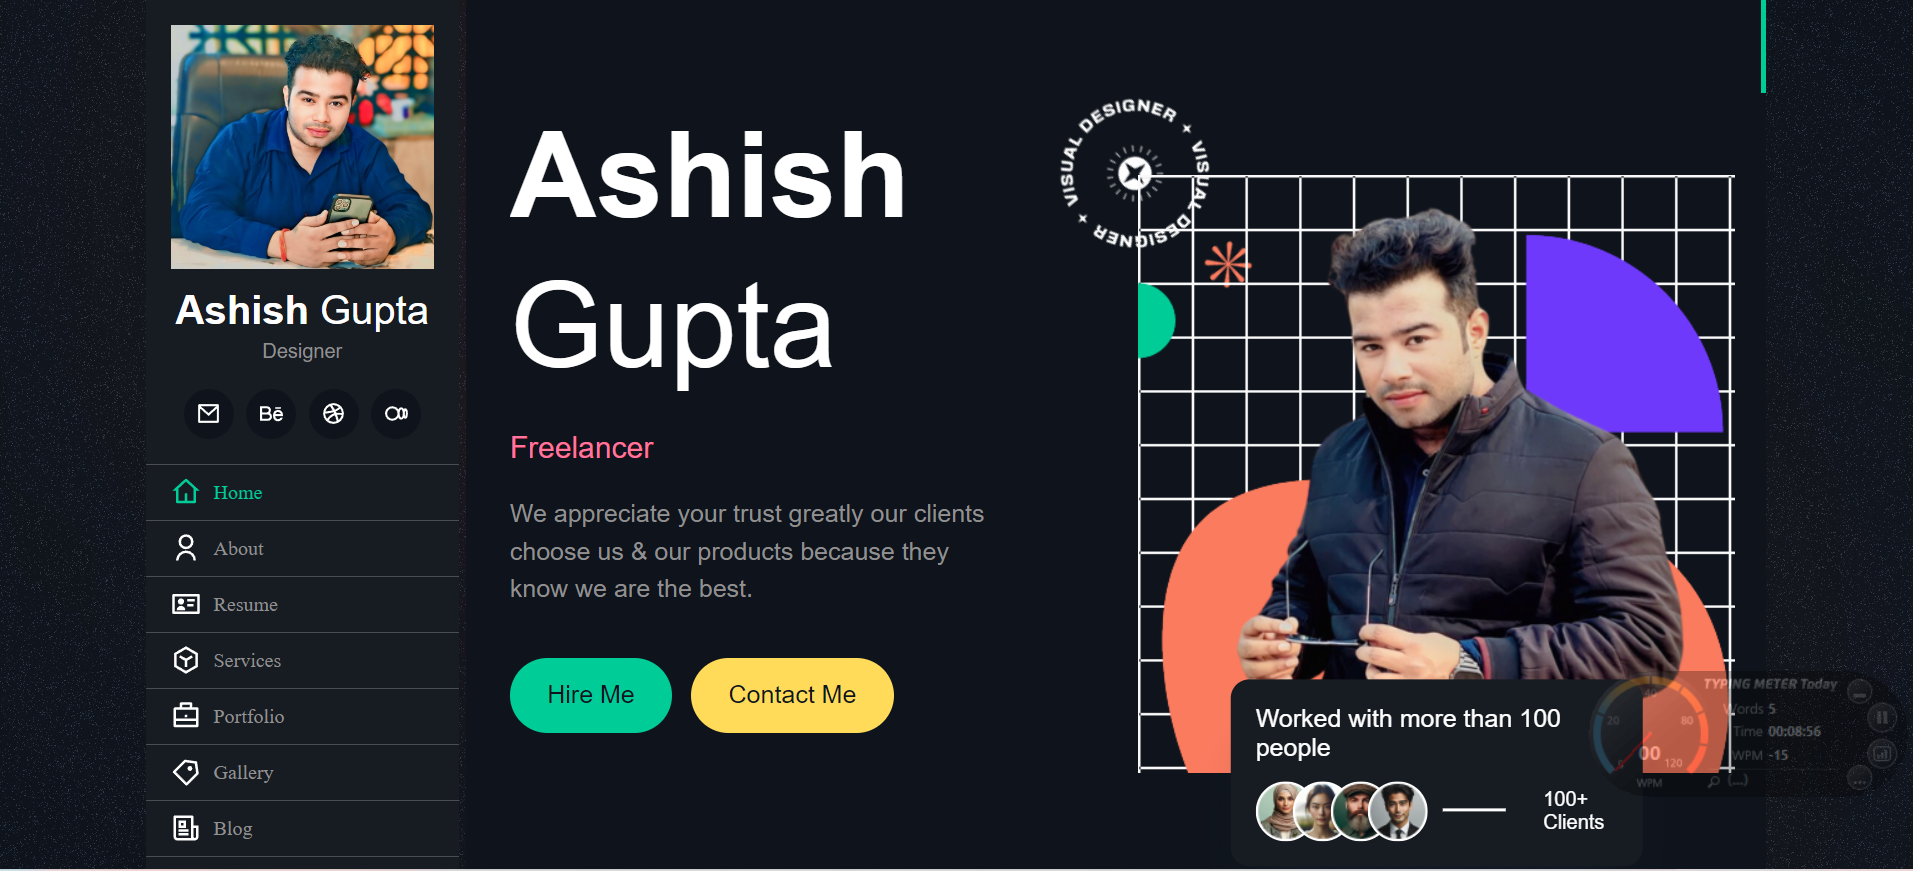 Ashish Gupta
Designer
Bē
Home
About
Resume
Services
Portfolio
Gallery
Blog
Ashish
Gupta
Freelancer
We appreciate your trust greatly our clients
choose us & our products because they
know we are the best.
Hire Me
Contact Me
VISUAL DESIGNER
VISUAL DESIGNER
Worked with more than 100
people
100+
Clients
TYPING METER Today
Words 5
Time 00:08:56
WPM -15
(...)
0
20
40
80
120
00
WPM